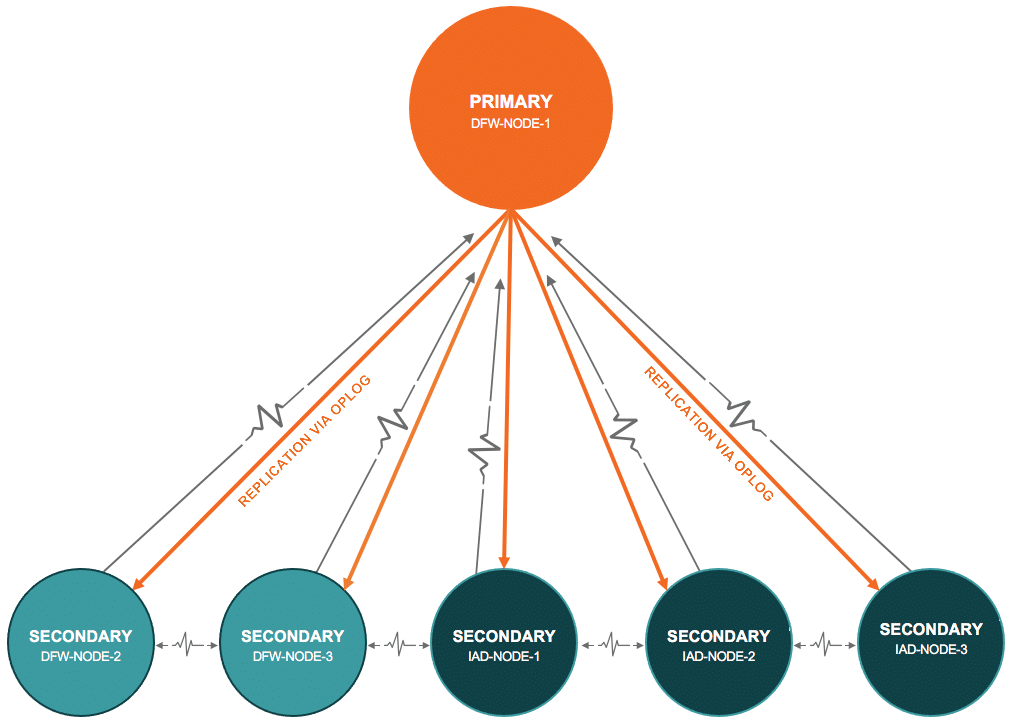 PRIMARY
DFW-NODE-1
REPLICATION VIA OPLOG
REPLICATION VIA OPLOG
SECONDARY
DFW-NODE-2
SECONDARY
DFW-NODE-3
SECONDARY
IAD-NODE-1
SECONDARY
IAD-NODE-2
SECONDARY
IAD-NODE-3